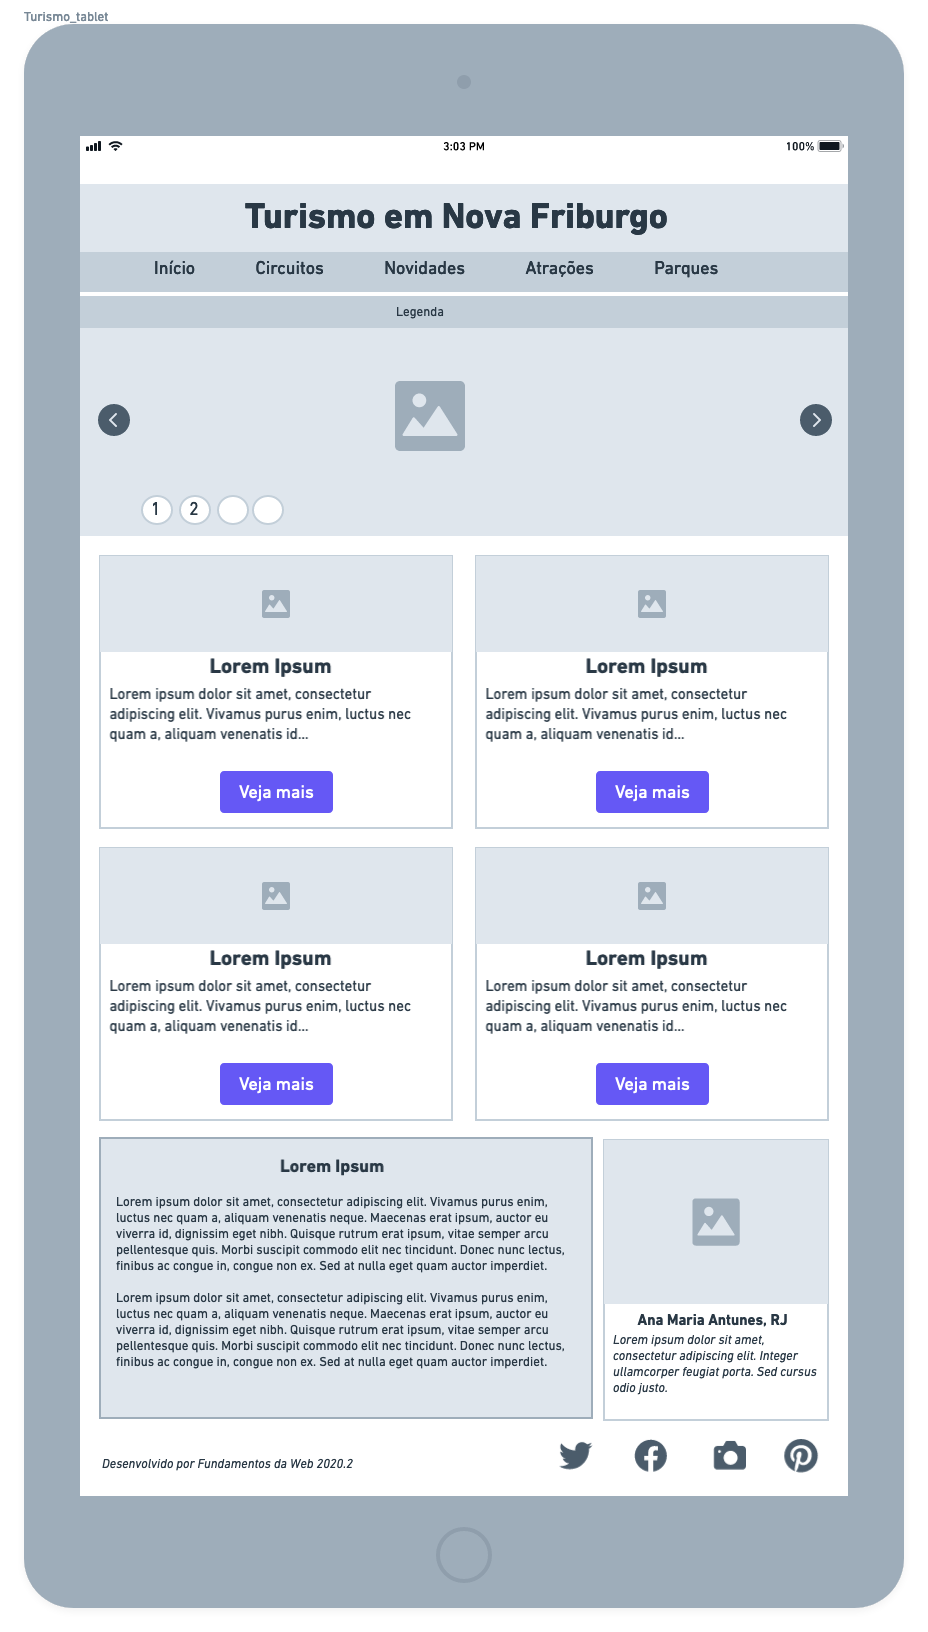 Turismo_tablet
3:03 PM
100%
Turismo em Nova Friburgo
Início Circuitos Novidades Atrações Parques
Legenda
1 2
Lorem Ipsum
Lorem ipsum dolor sit amet, consectetur
adipiscing elit. Vivamus purus enim, luctus nec
quam a, aliquam venenatis id...
Veja mais
Lorem Ipsum
Lorem ipsum dolor sit amet, consectetur
adipiscing elit. Vivamus purus enim, luctus nec
quam a, aliquam venenatis id...
Veja mais
Lorem Ipsum
Lorem ipsum dolor sit amet, consectetur
adipiscing elit. Vivamus purus enim, luctus nec
quam a, aliquam venenatis id...
Veja mais
Lorem Ipsum
Lorem ipsum dolor sit amet, consectetur
adipiscing elit. Vivamus purus enim, luctus nec
quam a, aliquam venenatis id...
Veja mais
Lorem Ipsum
Lorem ipsum dolor sit amet, consectetur adipiscing elit. Vivamus purus enim,
luctus nec quam a, aliquam venenatis neque. Maecenas erat ipsum, auctor eu
viverra id, dignissim eget nibh. Quisque rutrum erat ipsum, vitae semper arcu
pellentesque quis. Morbi suscipit commodo elit nec tincidunt. Donec nunc lectus,
finibus ac congue in, congue non ex. Sed at nulla eget quam auctor imperdiet.
Lorem ipsum dolor sit amet, consectetur adipiscing elit. Vivamus purus enim,
luctus nec quam a, aliquam venenatis neque. Maecenas erat ipsum, auctor eu
viverra id, dignissim eget nibh. Quisque rutrum erat ipsum, vitae semper arcu
pellentesque quis. Morbi suscipit commodo elit nec tincidunt. Donec nunc lectus,
finibus ac congue in, congue non ex. Sed at nulla eget quam auctor imperdiet.
Ana Maria Antunes, RJ
Lorem ipsum dolor sit amet,
consectetur adipiscing elit. Integer
ullamcorper feugiat porta. Sed cursus
odio justo.
Desenvolvido por Fundamentos da Web 2020.2